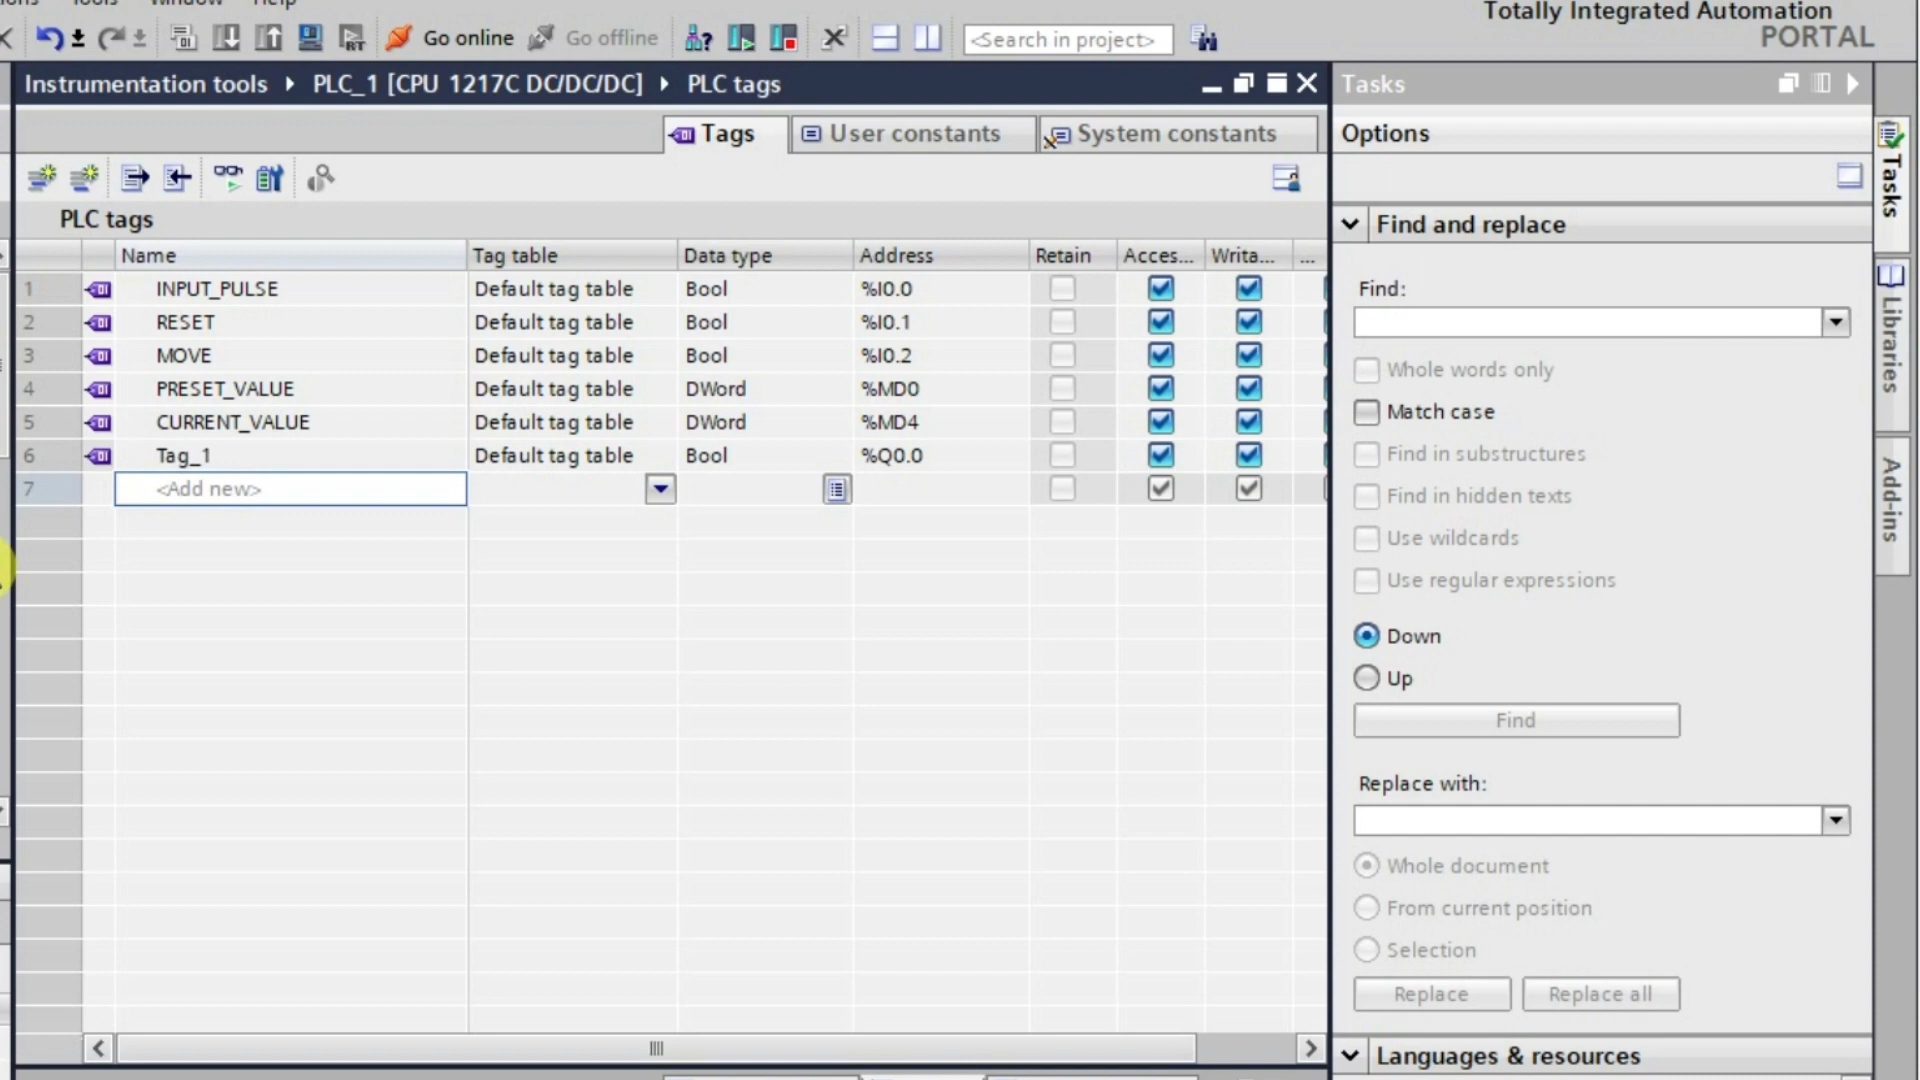 Totally Integrated Automation
PORTAL
Go online
Go offline
<Search in project>
Instrumentation tools
PLC_1 [CPU 1217C DC/DC/DC]
PLC tags
Tasks
Tags
User constants
System constants
Options
PLC tags
Name
Tag table
Data type
Address
Retain
Acces...
Writa...
...
1
INPUT_PULSE
Default tag table
Bool
%I0.0
2
RESET
Default tag table
Bool
%I0.1
3
MOVE
Default tag table
Bool
%I0.2
4
PRESET_VALUE
Default tag table
DWord
%MD0
5
CURRENT_VALUE
Default tag table
DWord
%MD4
6
Tag_1
Default tag table
Bool
%Q0.0
7
<Add new>
Find and replace
Find:
Whole words only
Match case
Find in substructures
Find in hidden texts
Use wildcards
Use regular expressions
Down
Up
Find
Replace with:
Whole document
From current position
Selection
Replace
Replace all
Languages & resources
Tasks
Libraries
Add-ins